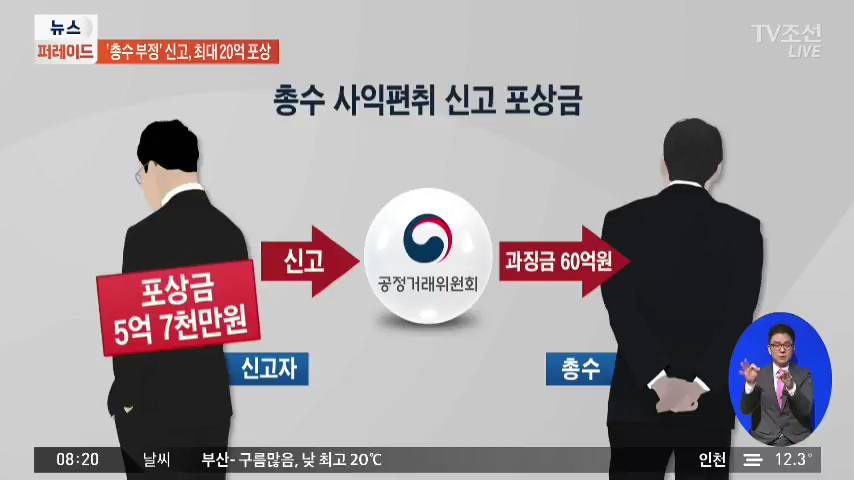 뉴스
퍼레이드
'총수 부정' 신고, 최대 20억 포상
TV조선
LIVE
총수 사익편취 신고 포상금
신고
공정거래위원회
과징금 60억원
포상금
5억 7천만원
신고자
총수
08:20 날씨 부산- 구름많음, 낮 최고 20℃ 인천 12.3°